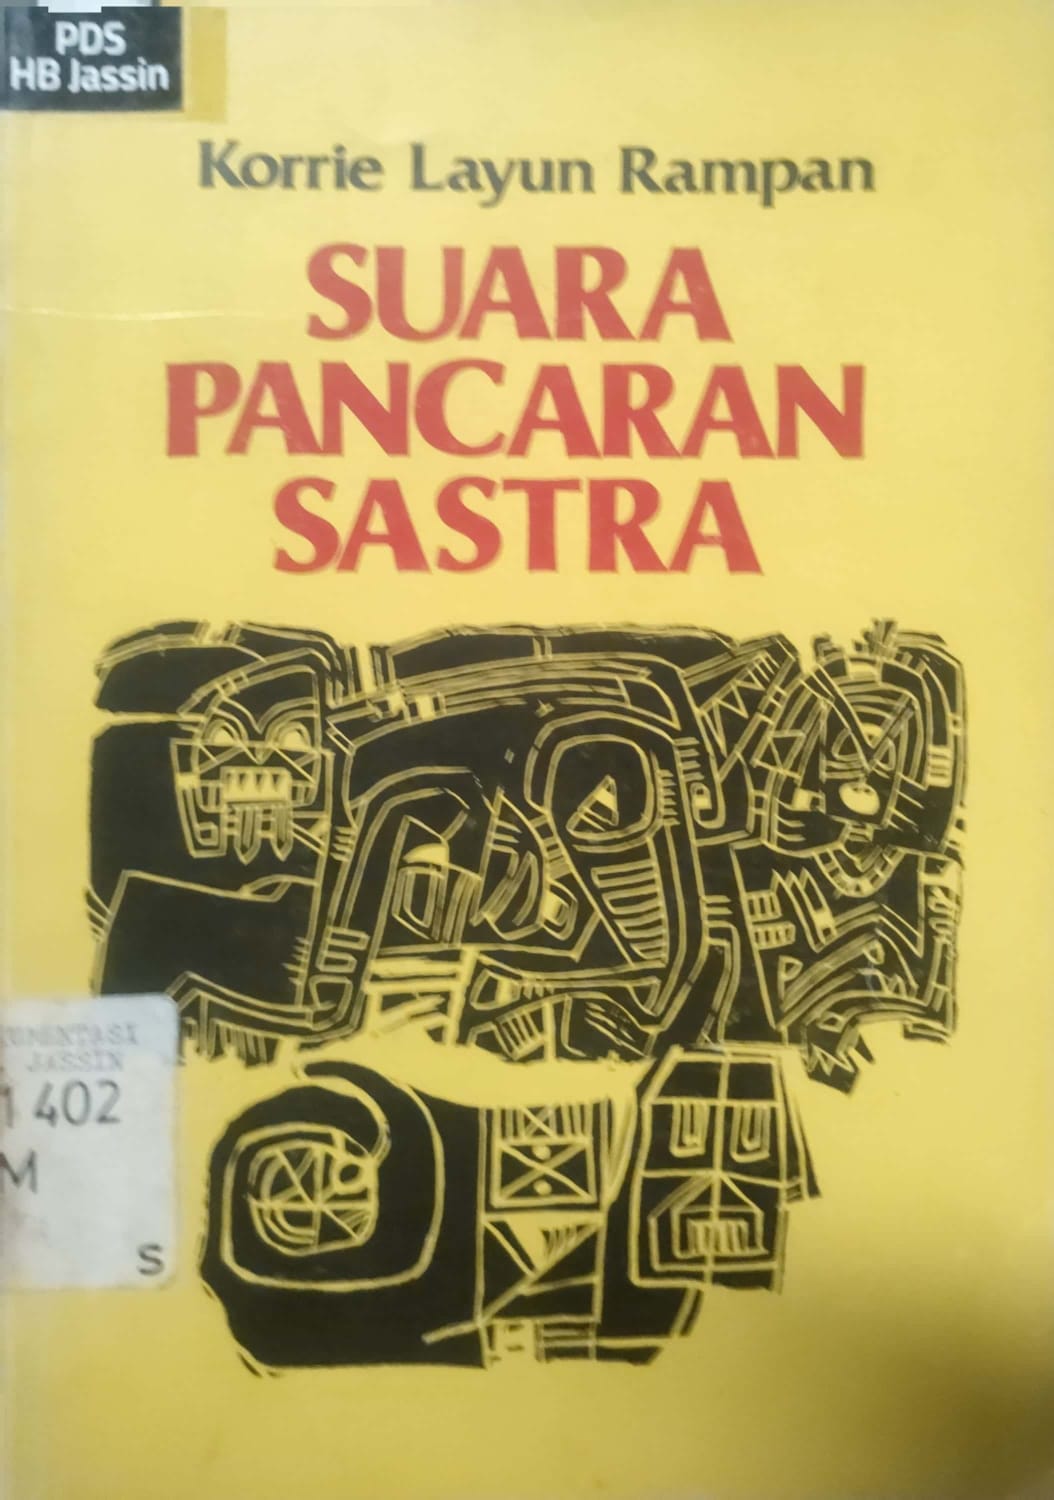 PDS
HB Jassin
Korrie Layun Rampan
SUARA
PANCARAN
SASTRA
JASSIN
402
M
S